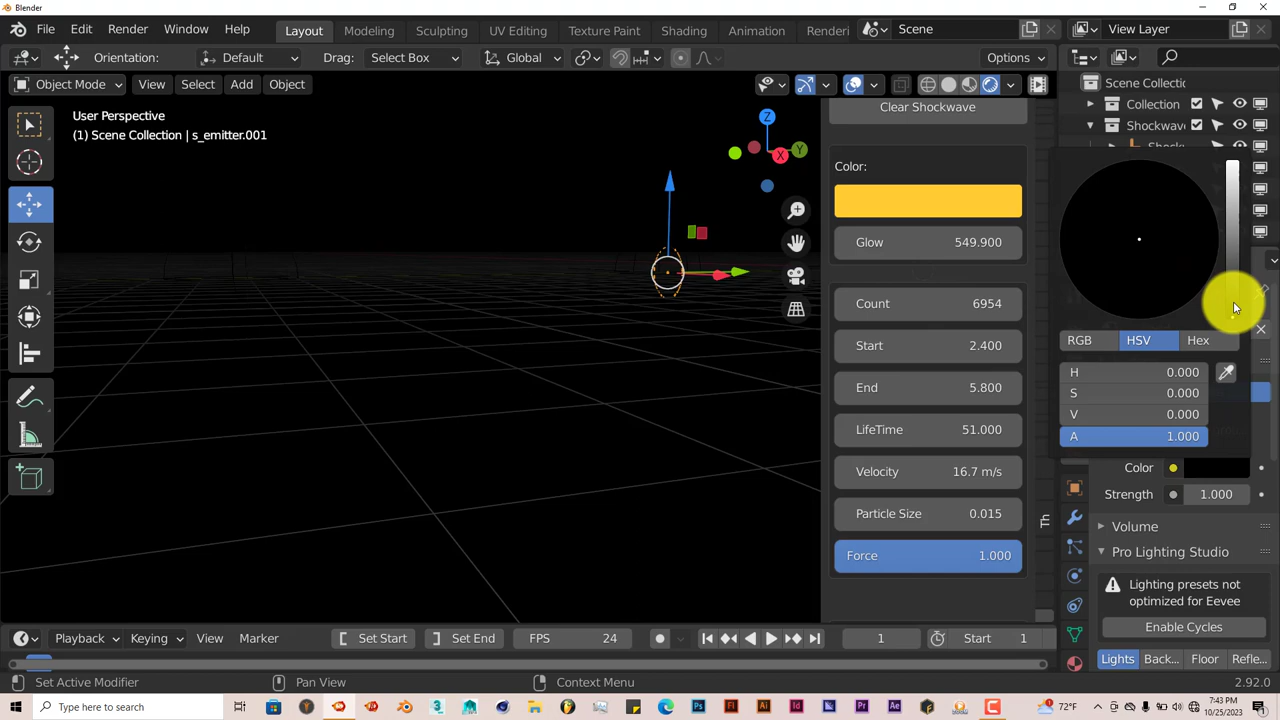 Blender
File Edit Render Window Help Layout Modeling Sculpting UV Editing Texture Paint Shading Animation Renderi Scene View Layer
Orientation: Default Drag: Select Box Global Options
Object Mode View Select Add Object
Scene Collectic
Collection
Shockwave
Shock
User Perspective
(1) Scene Collection | s_emitter.001
Z
Y
X
Clear Shockwave
Color:
Glow 549.900
Count 6954
Start 2.400
End 5.800
LifeTime 51.000
Velocity 16.7 m/s
Particle Size 0.015
Force 1.000
Th
RGB HSV Hex
H 0.000
S 0.000
V 0.000
A 1.000
Color
Strength 1.000
Volume
Pro Lighting Studio
Lighting presets not
optimized for Eevee
Enable Cycles
Lights Back... Floor Refle...
Playback Keying View Marker Set Start Set End FPS 24 1 Start 1
Set Active Modifier Pan View Context Menu 2.92.0
Type here to search
72°F
7:43 PM
10/25/2023